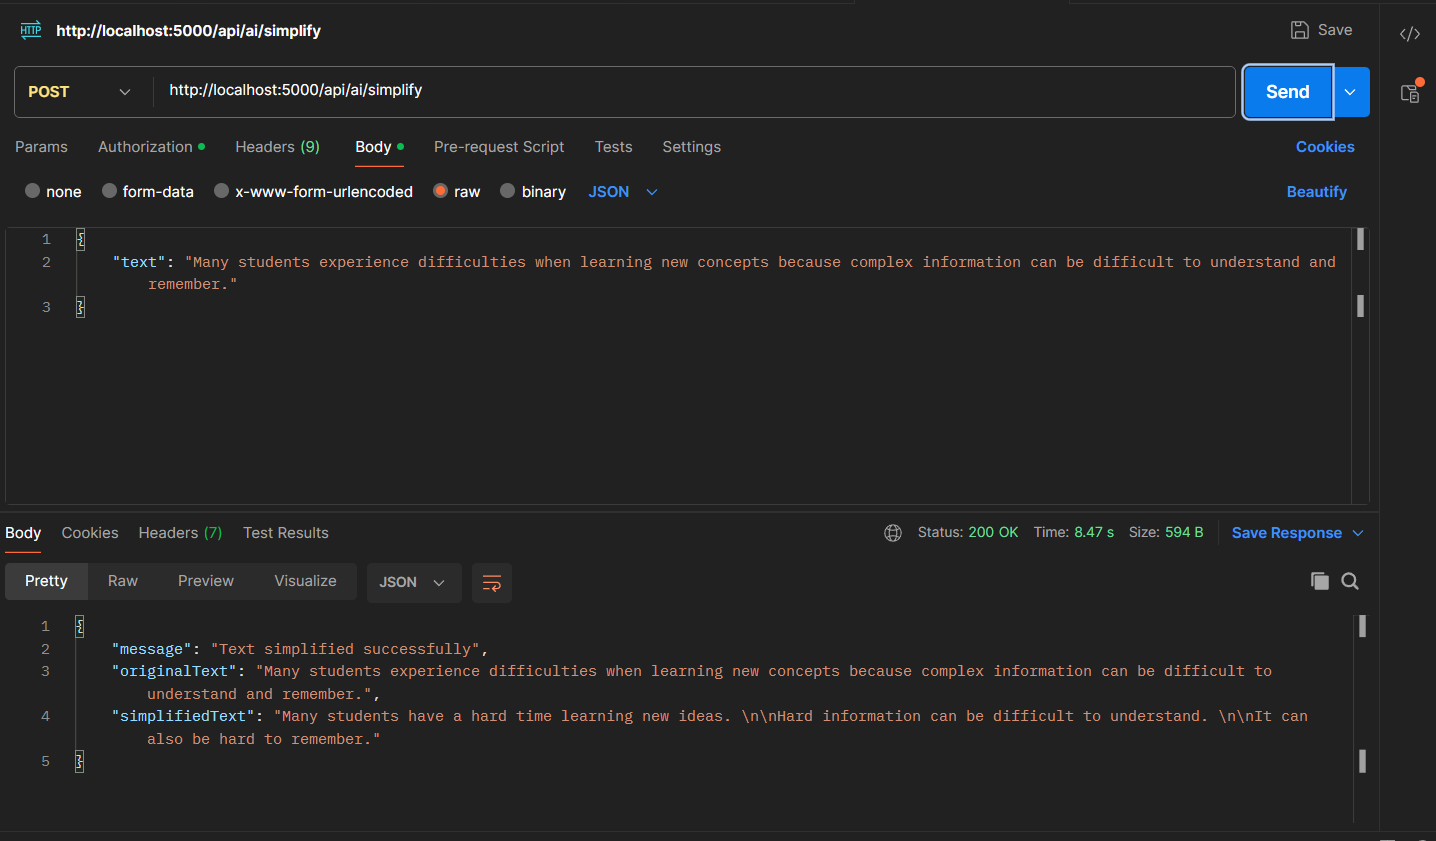 HTTP http://localhost:5000/api/ai/simplify Save
POST http://localhost:5000/api/ai/simplify Send
Params Authorization Headers (9) Body Pre-request Script Tests Settings Cookies
none form-data x-www-form-urlencoded raw binary JSON Beautify
1 {
2 "text": "Many students experience difficulties when learning new concepts because complex information can be difficult to understand and
remember."
3 }
Body Cookies Headers (7) Test Results Status: 200 OK Time: 8.47 s Size: 594 B Save Response
Pretty Raw Preview Visualize JSON
1 {
2 "message": "Text simplified successfully",
3 "originalText": "Many students experience difficulties when learning new concepts because complex information can be difficult to
understand and remember.",
4 "simplifiedText": "Many students have a hard time learning new ideas. \n\nHard information can be difficult to understand. \n\nIt can
also be hard to remember."
5 }